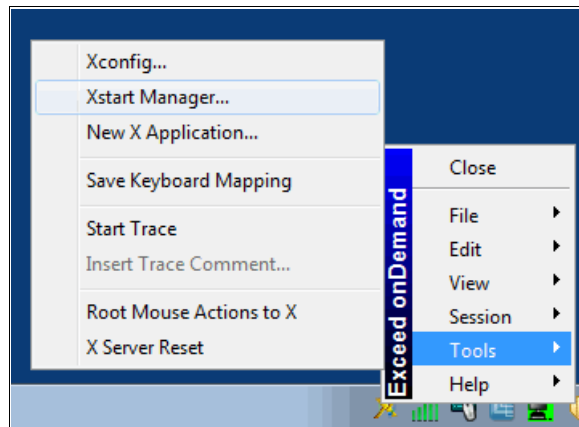 Xconfig...
Xstart Manager...
New X Application...
Save Keyboard Mapping
Start Trace
Insert Trace Comment...
Root Mouse Actions to X
X Server Reset
Exceed onDemand
Close
File
Edit
View
Session
Tools
Help